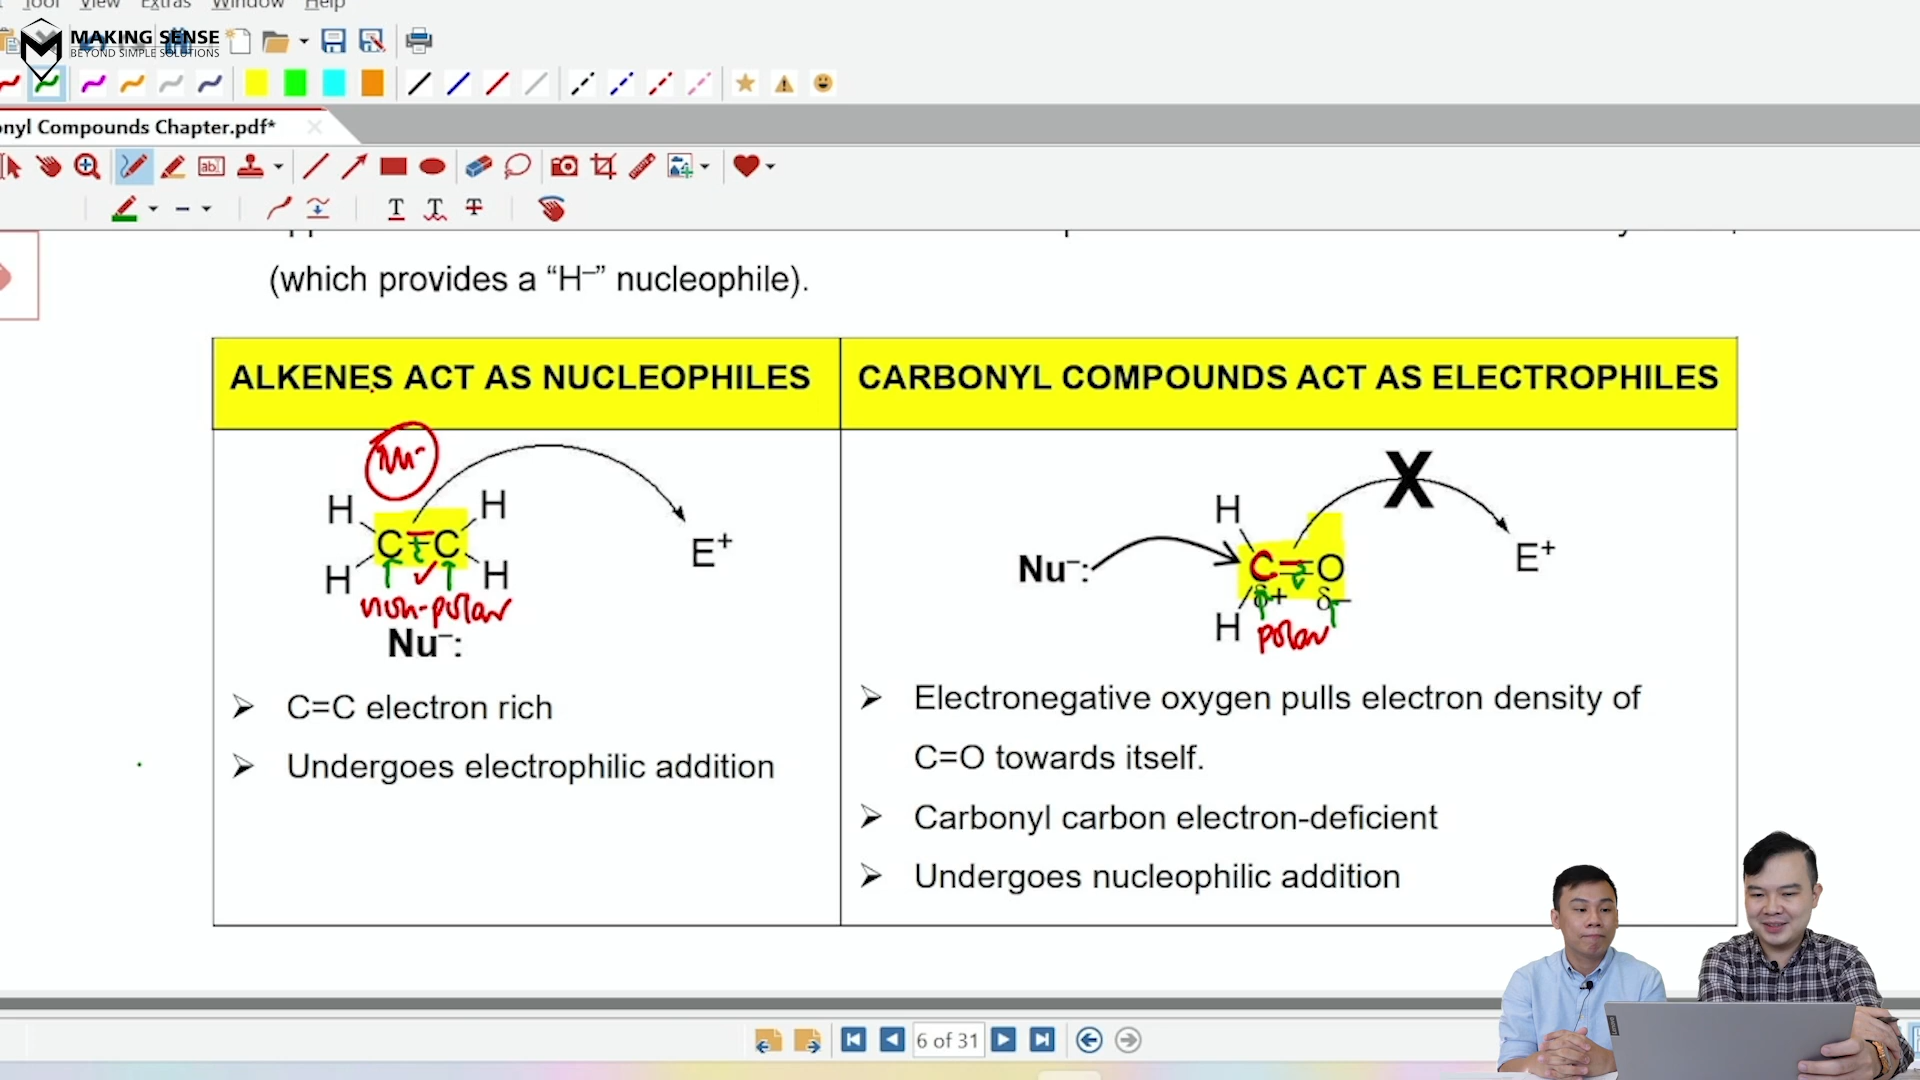 Tool View Extras Window Help
MAKING SENSE
BEYOND SIMPLE SOLUTIONS
onyl Compounds Chapter.pdf*
(which provides a “H–” nucleophile).
ALKENES ACT AS NUCLEOPHILES
CARBONYL COMPOUNDS ACT AS ELECTROPHILES
Nu-
H H
C=C
H H
E+
non-polar
Nu–:
C=C electron rich
Undergoes electrophilic addition
X
H
Nu–: C=O E+
δ+ δ–
H polar
Electronegative oxygen pulls electron density of
C=O towards itself.
Carbonyl carbon electron-deficient
Undergoes nucleophilic addition
6 of 31